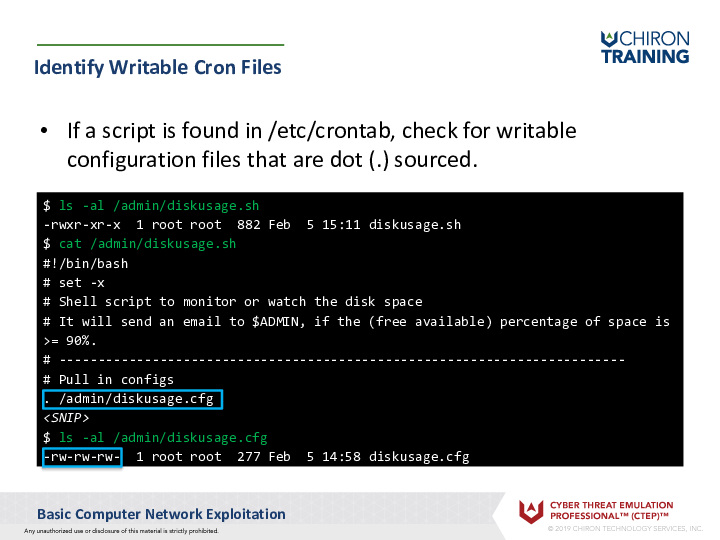 CHIRON
TRAINING
Identify Writable Cron Files
• If a script is found in /etc/crontab, check for writable
configuration files that are dot (.) sourced.
$ ls -al /admin/diskusage.sh
-rwxr-xr-x  1 root root  882 Feb  5 15:11 diskusage.sh
$ cat /admin/diskusage.sh
#!/bin/bash
# set -x
# Shell script to monitor or watch the disk space
# It will send an email to $ADMIN, if the (free available) percentage of space is
>= 90%.
# -------------------------------------------------------------------------
# Pull in configs
. /admin/diskusage.cfg
<SNIP>
$ ls -al /admin/diskusage.cfg
-rw-rw-rw-  1 root root  277 Feb  5 14:58 diskusage.cfg
Basic Computer Network Exploitation
Any unauthorized use or disclosure of this material is strictly prohibited.
CYBER THREAT EMULATION
PROFESSIONAL™ (CTEP)™
© 2019 CHIRON TECHNOLOGY SERVICES, INC.